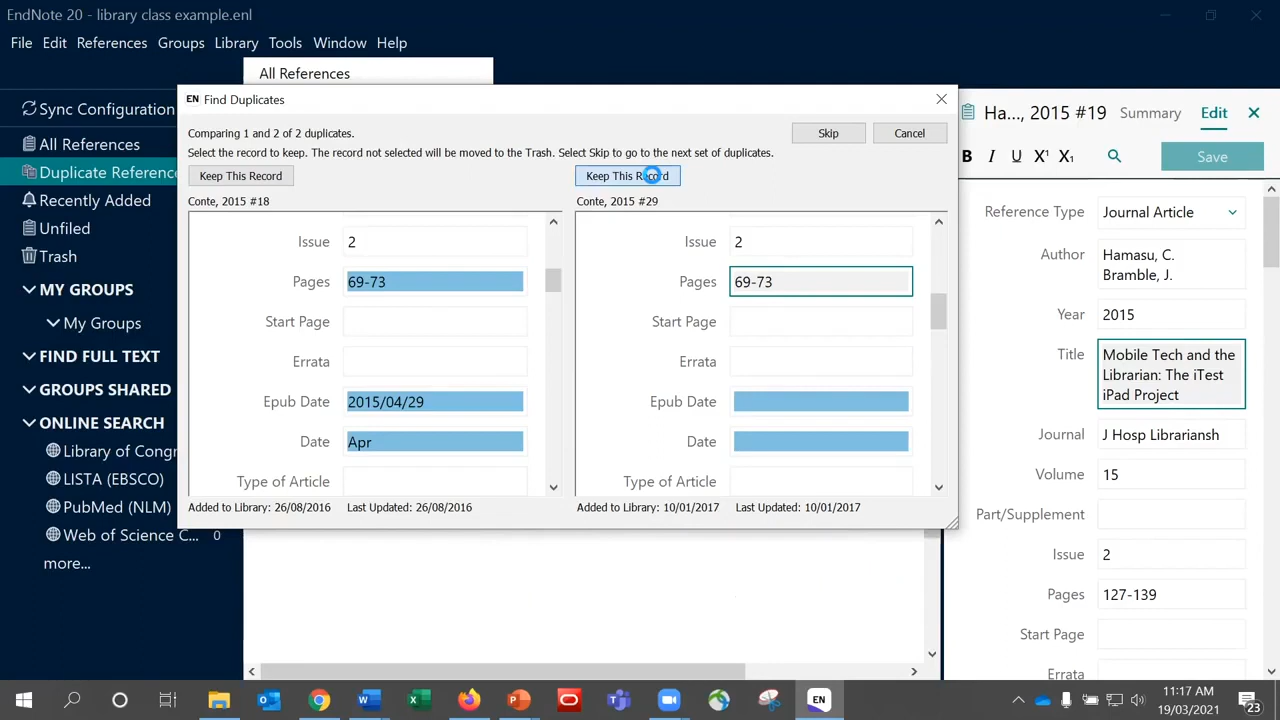 EndNote 20 - library class example.enl
File Edit References Groups Library Tools Window Help
All References
Sync Configuration
All References
Duplicate Reference
Recently Added
Unfiled
Trash
MY GROUPS
My Groups
FIND FULL TEXT
GROUPS SHARED
ONLINE SEARCH
Library of Cong
LISTA (EBSCO)
PubMed (NLM)
Web of Science C... 0
more...
EN Find Duplicates
Comparing 1 and 2 of 2 duplicates.
Skip Cancel
Select the record to keep. The record not selected will be moved to the Trash. Select Skip to go to the next set of duplicates.
Keep This Record Keep This Record
Conte, 2015 #18 Conte, 2015 #29
Issue 2 Issue 2
Pages 69-73 Pages 69-73
Start Page Start Page
Errata Errata
Epub Date 2015/04/29 Epub Date
Date Apr Date
Type of Article Type of Article
Added to Library: 26/08/2016 Last Updated: 26/08/2016 Added to Library: 10/01/2017 Last Updated: 10/01/2017
Ha..., 2015 #19 Summary Edit
B I U X¹ X₁ Save
Reference Type Journal Article
Author Hamasu, C.
Bramble, J.
Year 2015
Title Mobile Tech and the
Librarian: The iTest
iPad Project
Journal J Hosp Librariansh
Volume 15
Part/Supplement
Issue 2
Pages 127-139
Start Page
Errata
EN
11:17 AM
19/03/2021
23